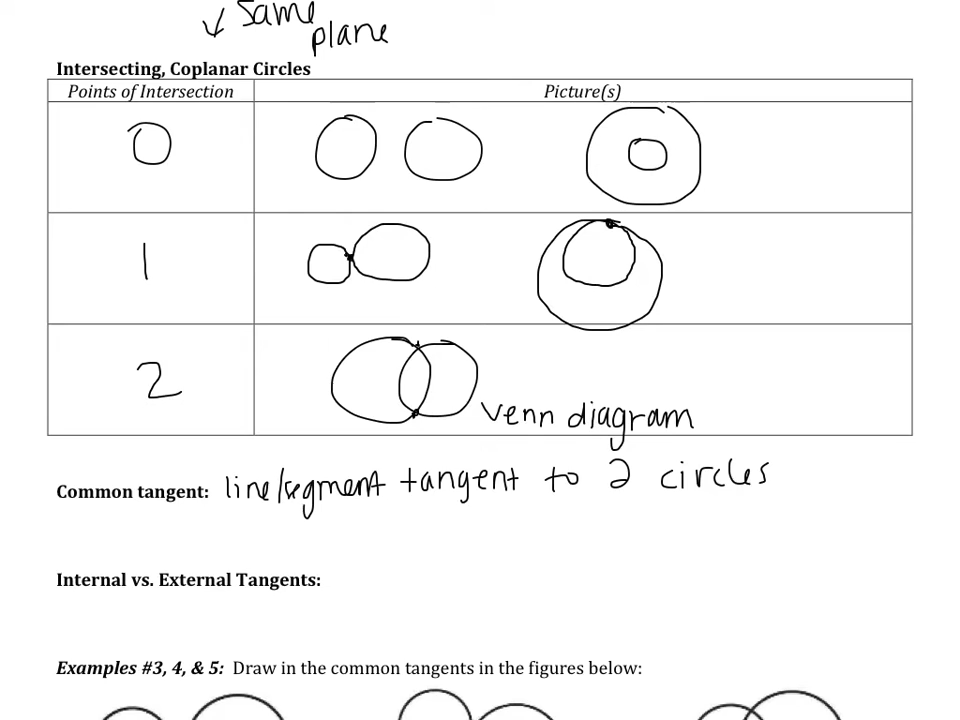 ↓ same
plane
Intersecting, Coplanar Circles
Points of Intersection Picture(s)
0
1
2
venn diagram
Common tangent: line/segment tangent to 2 circles
Internal vs. External Tangents:
Examples #3, 4, & 5: Draw in the common tangents in the figures below: